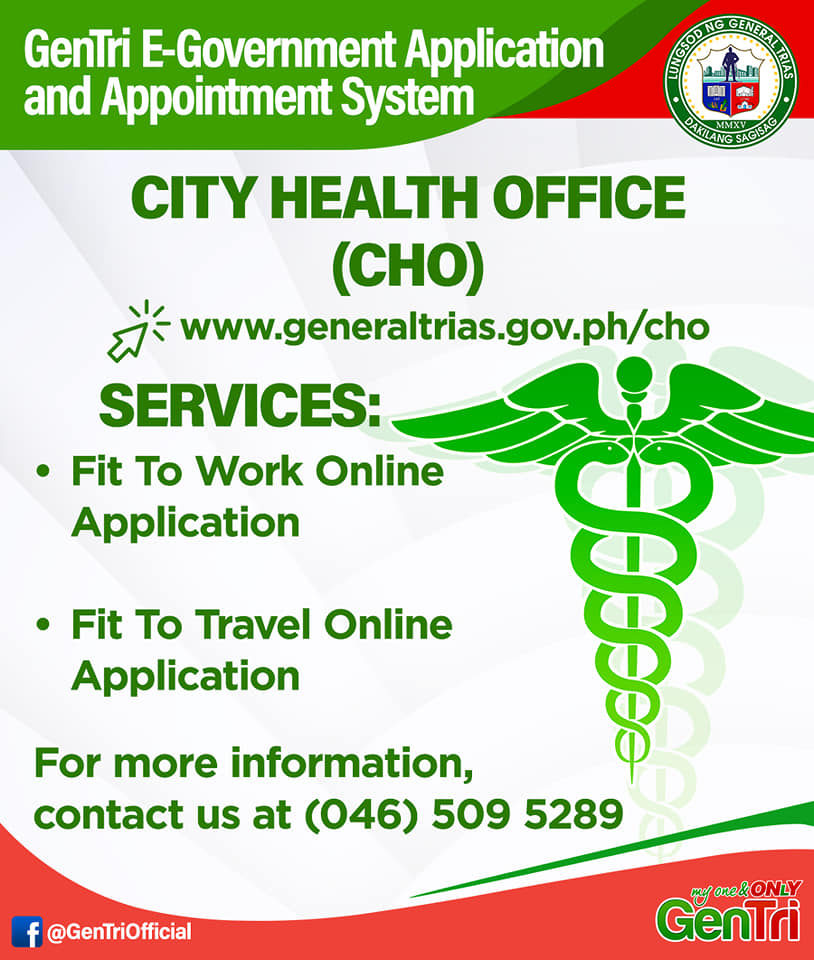 GenTri E-Government Application
and Appointment System
LUNGSOD NG GENERAL TRIAS
MMXV
DAKILANG SAGISAG
CITY HEALTH OFFICE
(CHO)
www.generaltrias.gov.ph/cho
SERVICES:
• Fit To Work Online
Application
• Fit To Travel Online
Application
For more information,
contact us at (046) 509 5289
my one & ONLY
GenTri
f @GenTriOfficial